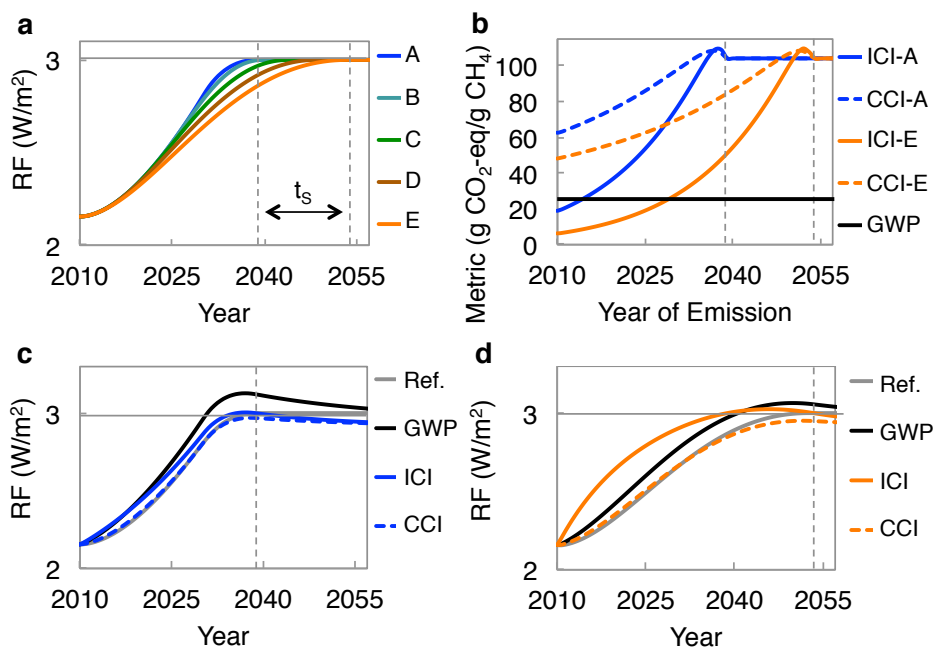 a
RF (W/m²)
3
2
2010 2025 2040 2055
Year
t_S
A
B
C
D
E
b
Metric (g CO₂-eq/g CH₄)
100
80
60
40
20
0
2010 2025 2040 2055
Year of Emission
ICI-A
CCI-A
ICI-E
CCI-E
GWP
c
RF (W/m²)
3
2
2010 2025 2040 2055
Year
Ref.
GWP
ICI
CCI
d
RF (W/m²)
3
2
2010 2025 2040 2055
Year
Ref.
GWP
ICI
CCI